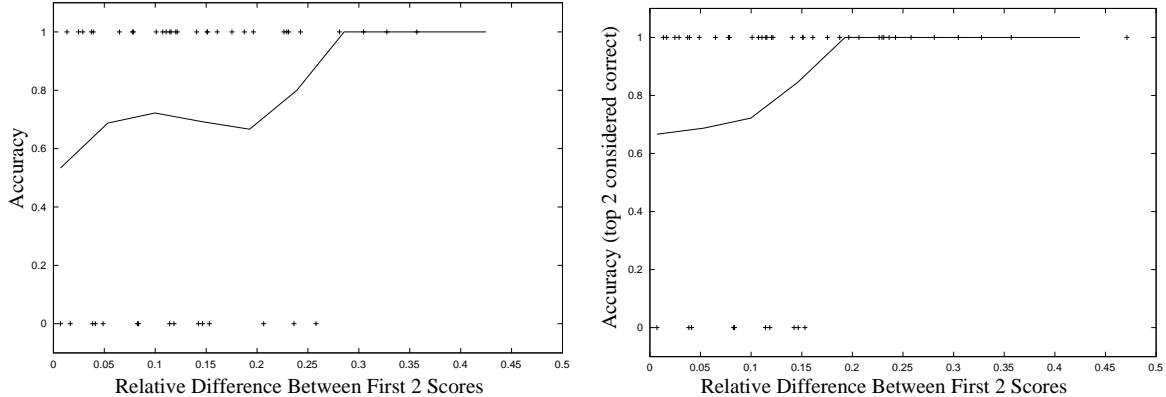 Accuracy
1
0.8
0.6
0.4
0.2
0
0 0.05 0.1 0.15 0.2 0.25 0.3 0.35 0.4 0.45 0.5
Relative Difference Between First 2 Scores
Accuracy (top 2 considered correct)
1
0.8
0.6
0.4
0.2
0
0 0.05 0.1 0.15 0.2 0.25 0.3 0.35 0.4 0.45 0.5
Relative Difference Between First 2 Scores